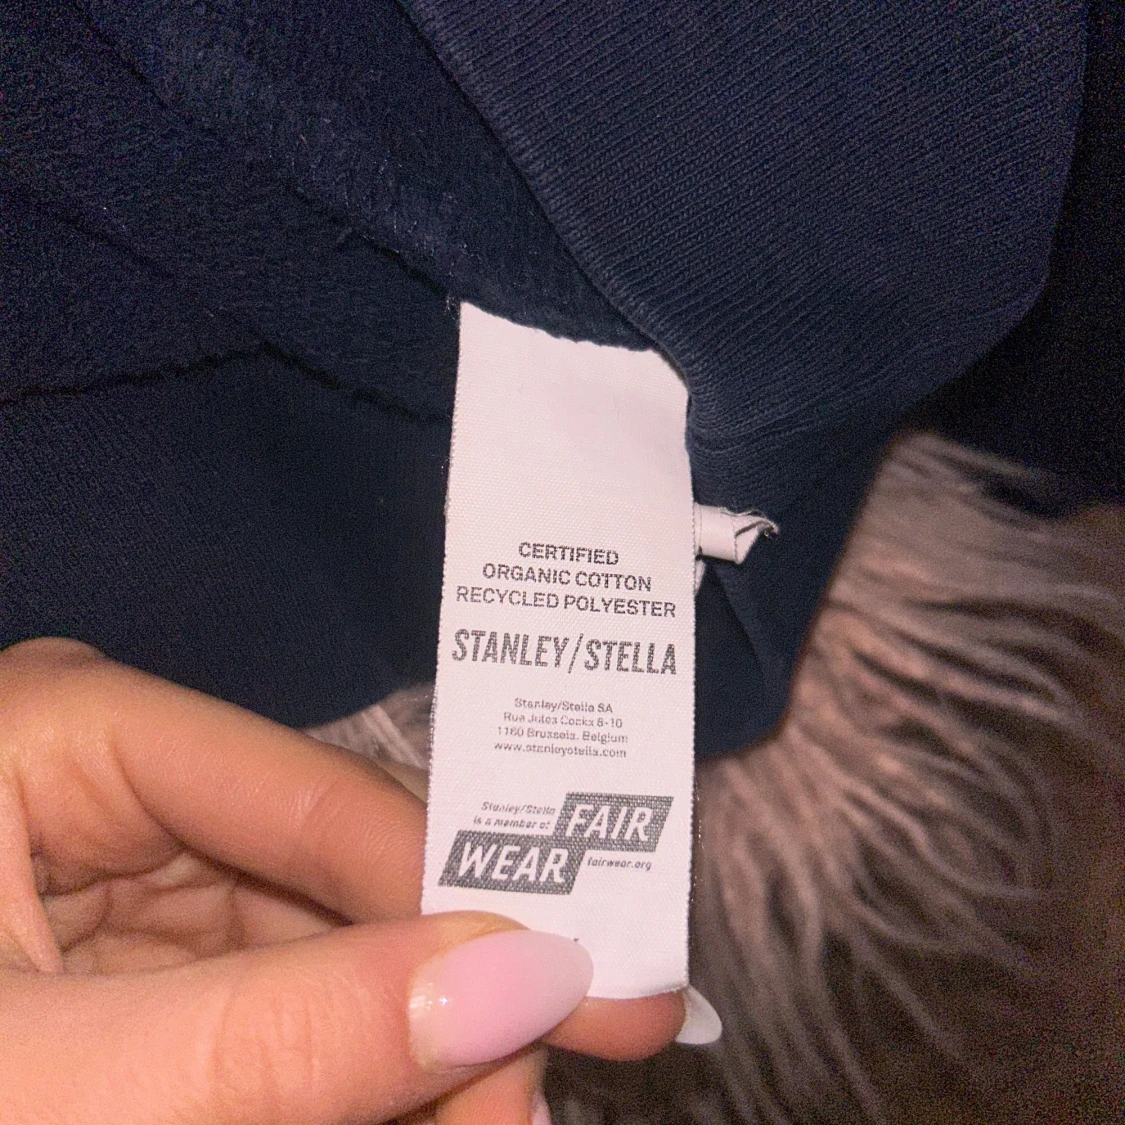 CERTIFIED
ORGANIC COTTON
RECYCLED POLYESTER
STANLEY/STELLA
Stanley/Stella SA
Rue Jules Cockx 8-10
1160 Brussels, Belgium
www.stanleystella.com
Stanley/Stella
is a member of
FAIR
WEAR
fairwear.org